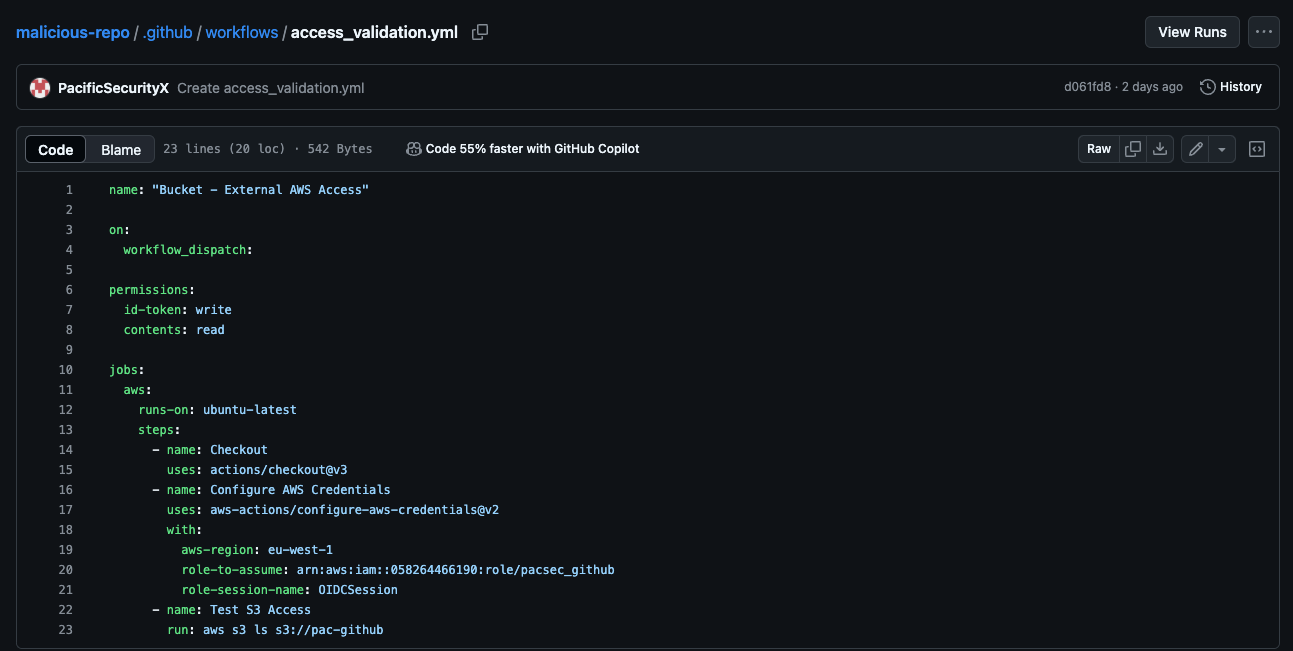 malicious-repo / .github / workflows / access_validation.yml
View Runs
PacificSecurityX Create access_validation.yml
d061fd8 · 2 days ago
History
Code
Blame
23 lines (20 loc) · 542 Bytes
Code 55% faster with GitHub Copilot
Raw
1 name: "Bucket - External AWS Access"
2
3 on:
4 workflow_dispatch:
5
6 permissions:
7 id-token: write
8 contents: read
9
10 jobs:
11 aws:
12 runs-on: ubuntu-latest
13 steps:
14 - name: Checkout
15 uses: actions/checkout@v3
16 - name: Configure AWS Credentials
17 uses: aws-actions/configure-aws-credentials@v2
18 with:
19 aws-region: eu-west-1
20 role-to-assume: arn:aws:iam::058264466190:role/pacsec_github
21 role-session-name: OIDCSession
22 - name: Test S3 Access
23 run: aws s3 ls s3://pac-github